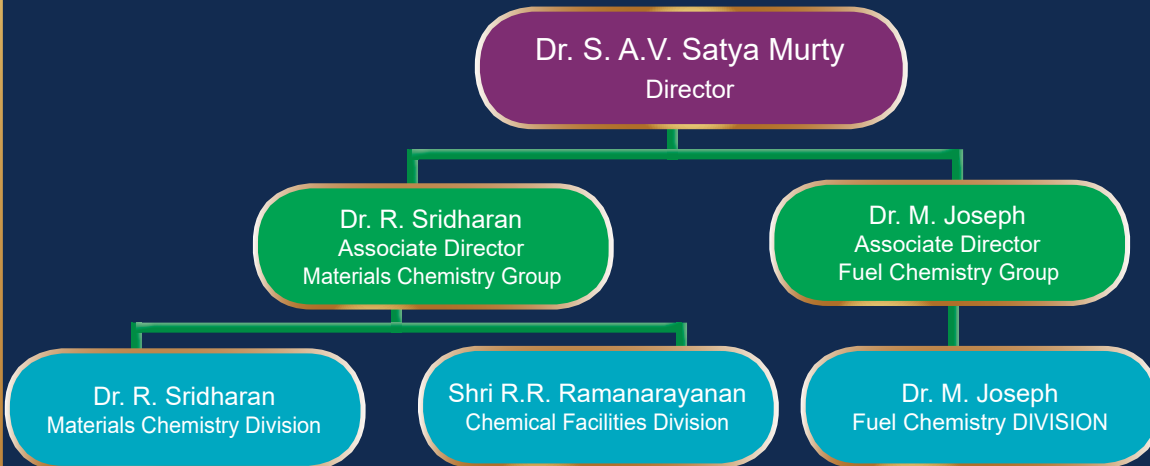 Dr. S. A.V. Satya Murty
Director
Dr. R. Sridharan
Associate Director
Materials Chemistry Group
Dr. M. Joseph
Associate Director
Fuel Chemistry Group
Dr. R. Sridharan
Materials Chemistry Division
Shri R.R. Ramanarayanan
Chemical Facilities Division
Dr. M. Joseph
Fuel Chemistry DIVISION